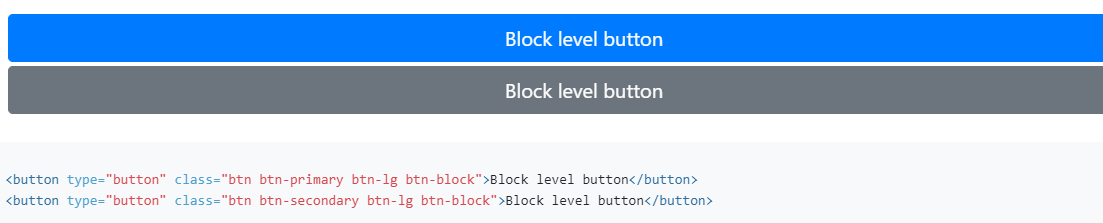 Block level button
Block level button
<button type="button" class="btn btn-primary btn-lg btn-block">Block level button</button>
<button type="button" class="btn btn-secondary btn-lg btn-block">Block level button</button>